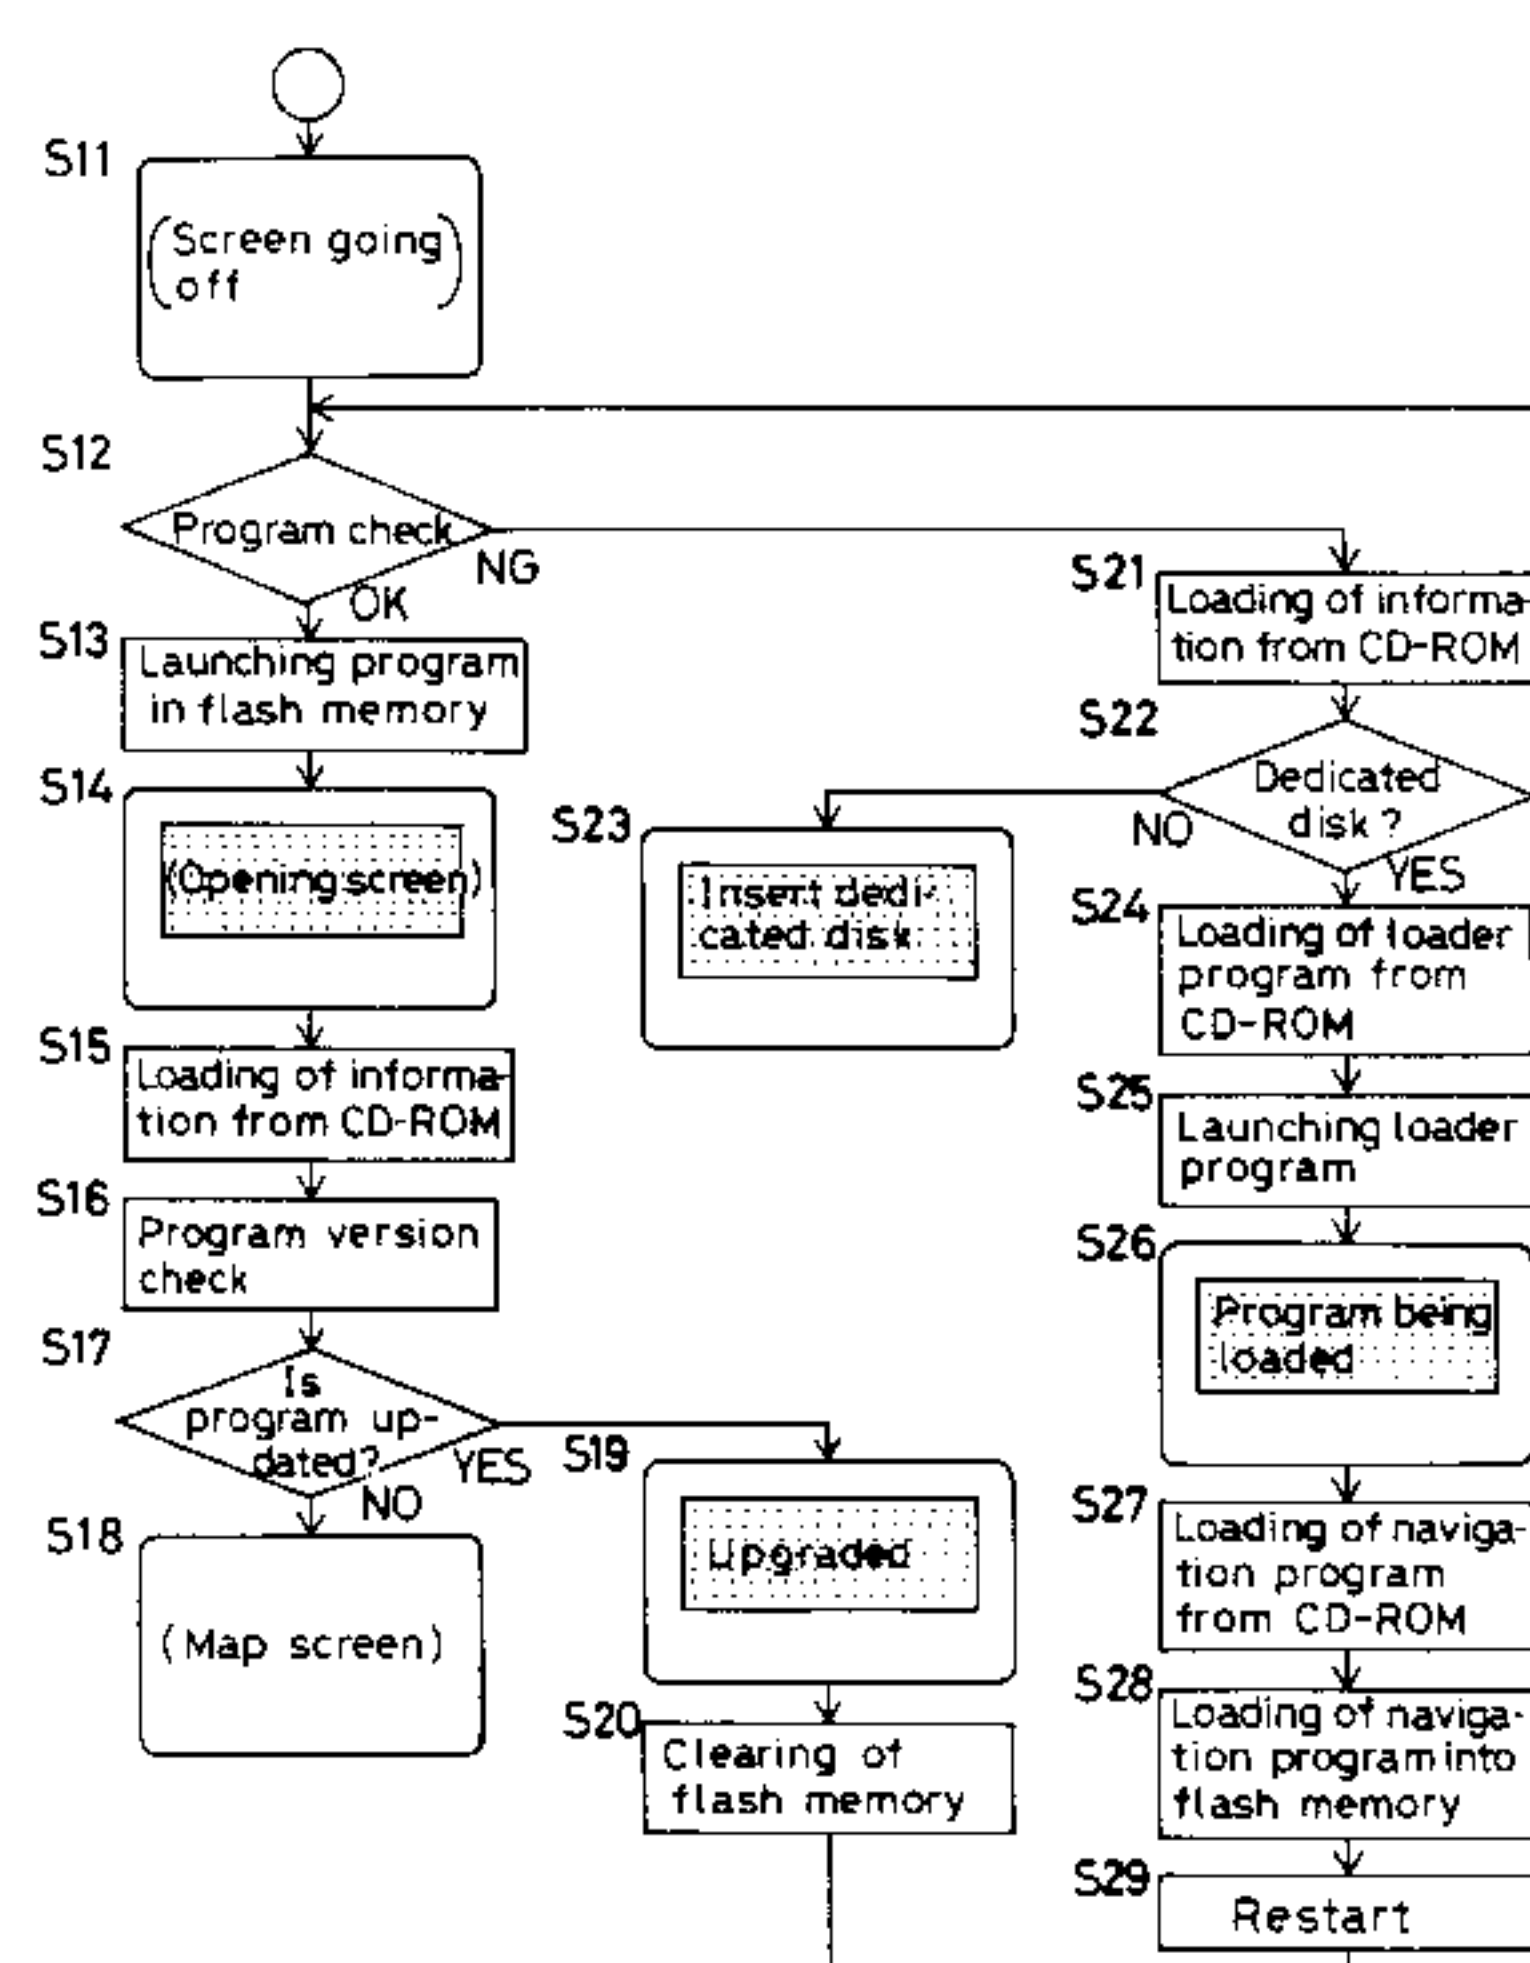 S11
(Screen going
off)
S12
Program check
NG
OK
S13
Launching program
in flash memory
S14
(Opening screen)
S15
Loading of informa-
tion from CD-ROM
S16
Program version
check
S17
Is
program up-
dated?
YES
NO
S18
(Map screen)
S19
Upgraded
S20
Clearing of
flash memory
S21
Loading of informa-
tion from CD-ROM
S22
Dedicated
disk?
NO
YES
S23
Insert dedi-
cated disk
S24
Loading of loader
program from
CD-ROM
S25
Launching loader
program
S26
Program being
loaded
S27
Loading of naviga-
tion program
from CD-ROM
S28
Loading of naviga-
tion program into
flash memory
S29
Restart